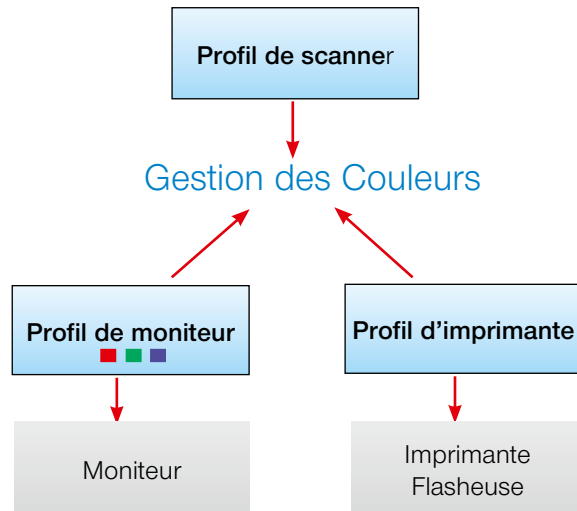 Profil de scanner
Gestion des Couleurs
Profil de moniteur
Profil d'imprimante
Moniteur
Imprimante
Flasheuse